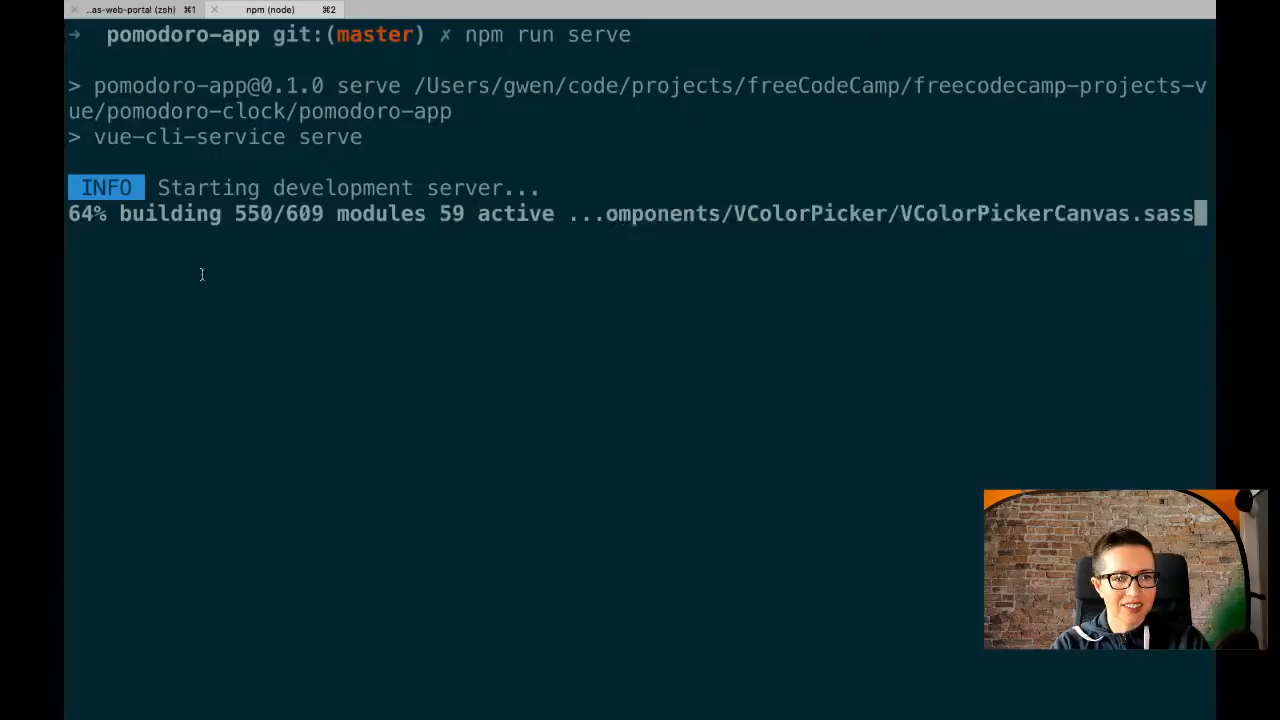 ..as-web-portal (zsh) ⌘1 npm (node) ⌘2
→ pomodoro-app git:(master) ✗ npm run serve
> pomodoro-app@0.1.0 serve /Users/gwen/code/projects/freeCodeCamp/freecodecamp-projects-v
ue/pomodoro-clock/pomodoro-app
> vue-cli-service serve
INFO Starting development server...
64% building 550/609 modules 59 active ...omponents/VColorPicker/VColorPickerCanvas.sass